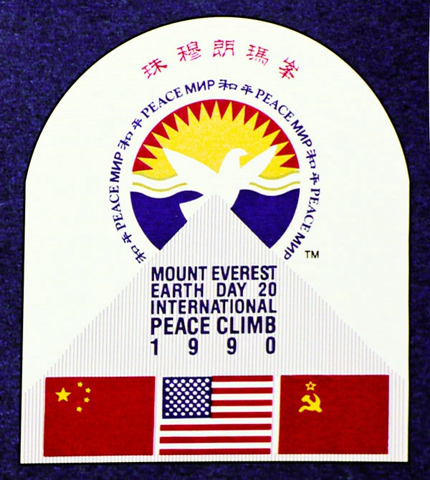 珠穆朗瑪峯
和平 PEACE МИР 和平 PEACE МИР 和平 PEACE МИР 和平 PEACE МИР
TM
MOUNT EVEREST
EARTH DAY 20
INTERNATIONAL
PEACE CLIMB
1990